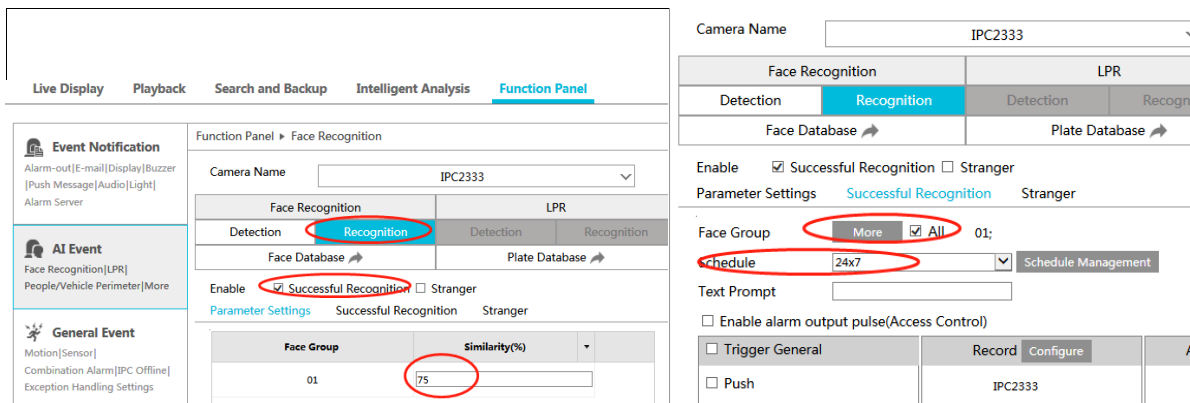 Live Display Playback Search and Backup Intelligent Analysis Function Panel
Event Notification
Alarm-out|E-mail|Display|Buzzer
|Push Message|Audio|Light|
Alarm Server
AI Event
Face Recognition|LPR|
People/Vehicle Perimeter|More
General Event
Motion|Sensor|
Combination Alarm|IPC Offline|
Exception Handling Settings
Function Panel Face Recognition
Camera Name IPC2333
Face Recognition LPR
Detection Recognition Detection Recognition
Face Database Plate Database
Enable Successful Recognition Stranger
Parameter Settings Successful Recognition Stranger
Face Group Similarity(%)
01 75
Camera Name IPC2333
Face Recognition LPR
Detection Recognition Detection Recogn
Face Database Plate Database
Enable Successful Recognition Stranger
Parameter Settings Successful Recognition Stranger
Face Group More All 01;
Schedule 24x7 Schedule Management
Text Prompt
Enable alarm output pulse(Access Control)
Trigger General Record Configure A
Push IPC2333